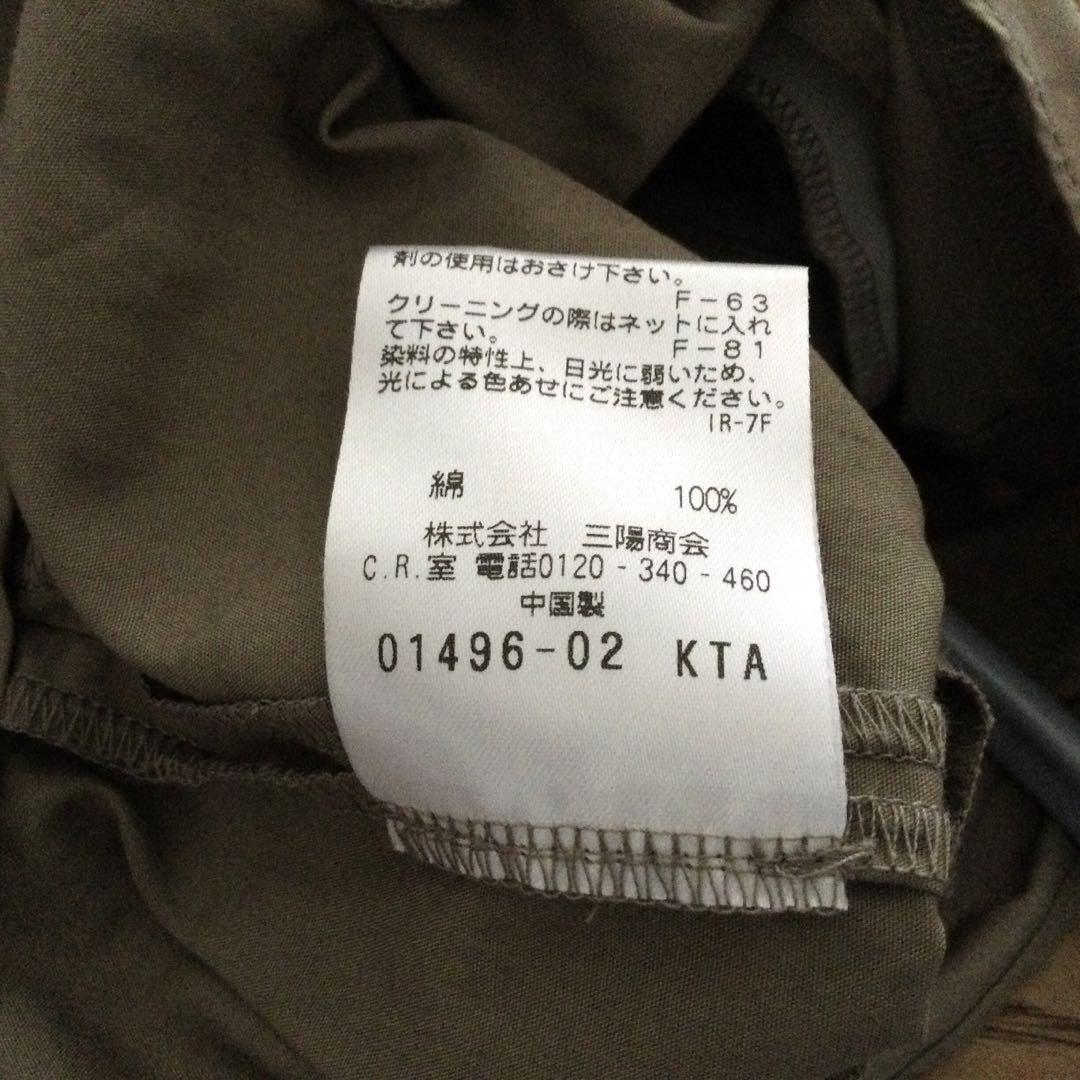 剤の使用はおさけ下さい。
F-63
クリーニングの際はネットに入れ
て下さい。
F-81
染料の特性上、日光に弱いため、
光による色あせにご注意ください。
IR-7F
綿 100%
株式会社 三陽商会
C.R.室 電話0120-340-460
中国製
01496-02 KTA